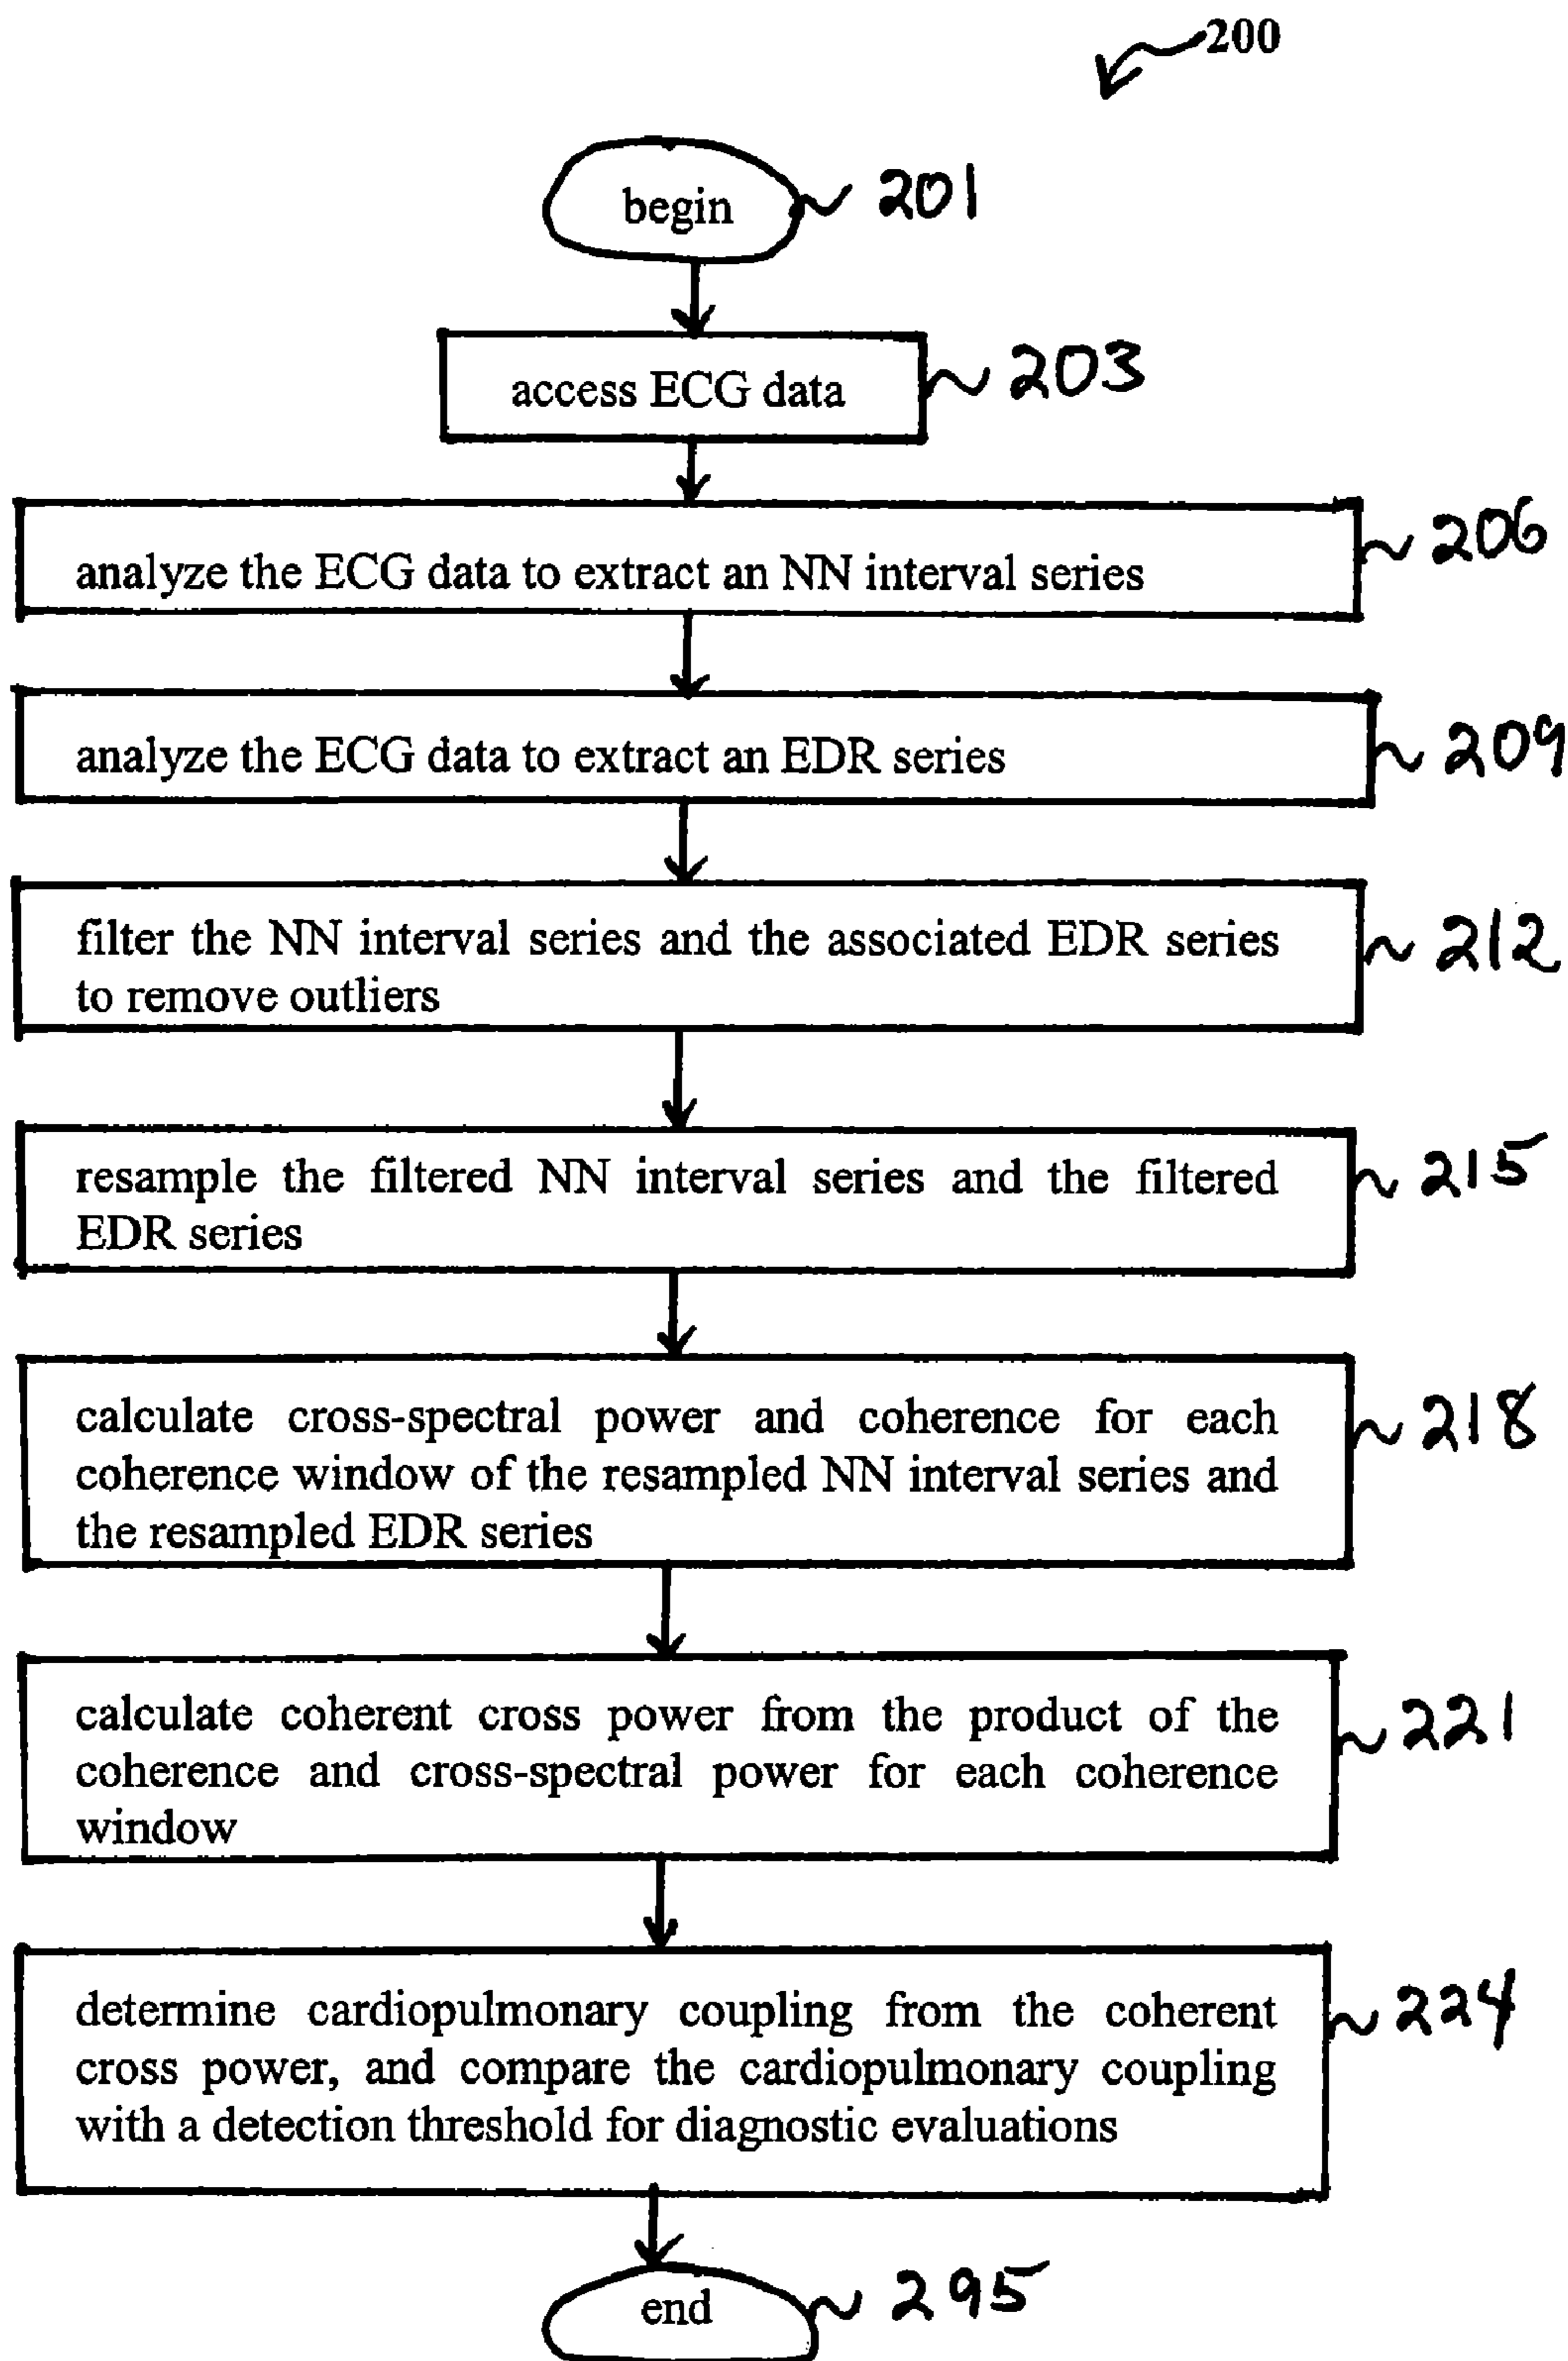 200
begin
201
access ECG data
203
analyze the ECG data to extract an NN interval series
206
analyze the ECG data to extract an EDR series
209
filter the NN interval series and the associated EDR series
to remove outliers
212
resample the filtered NN interval series and the filtered
EDR series
215
calculate cross-spectral power and coherence for each
coherence window of the resampled NN interval series and
the resampled EDR series
218
calculate coherent cross power from the product of the
coherence and cross-spectral power for each coherence
window
221
determine cardiopulmonary coupling from the coherent
cross power, and compare the cardiopulmonary coupling
with a detection threshold for diagnostic evaluations
224
end
295